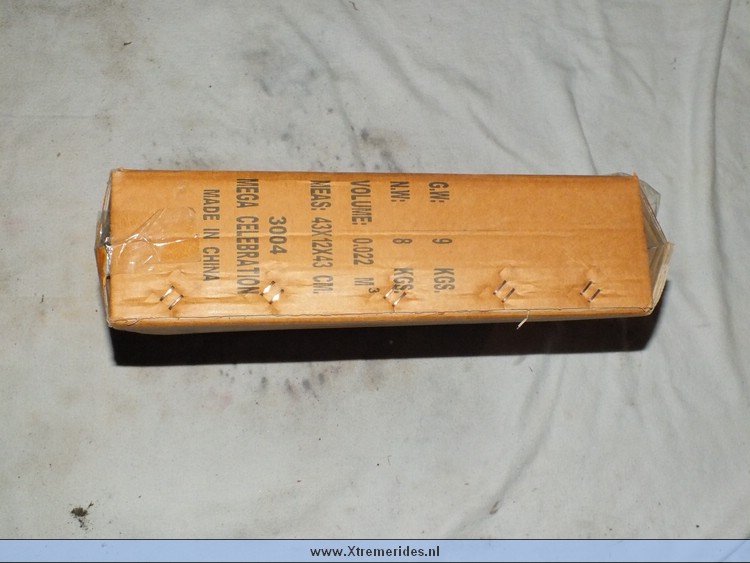 G.W: 9 KGS.
N.W: 8 KGS.
VOLUME: 0.022 M³
MEAS: 43X12X43 CM.
3004
MEGA CELEBRATION
MADE IN CHINA
www.Xtremerides.nl